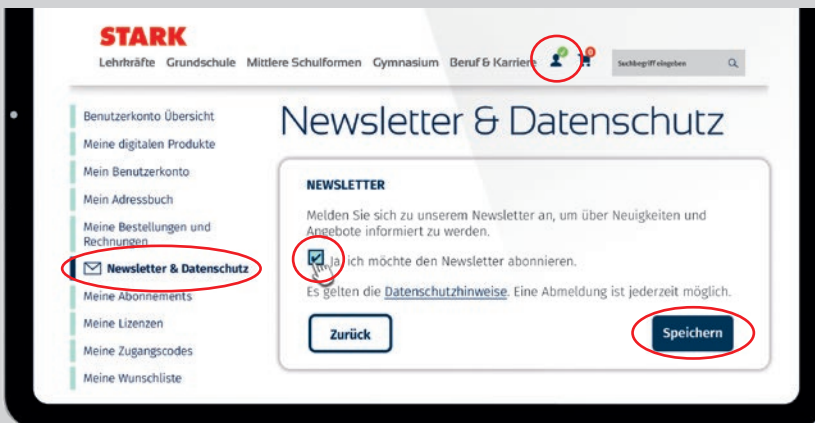 STARK
Lehrkräfte Grundschule Mittlere Schulformen Gymnasium Beruf & Karriere
Suchbegriff eingeben
Benutzerkonto Übersicht
Meine digitalen Produkte
Mein Benutzerkonto
Mein Adressbuch
Meine Bestellungen und
Rechnungen
Newsletter & Datenschutz
Meine Abonnements
Meine Lizenzen
Meine Zugangscodes
Meine Wunschliste
Newsletter & Datenschutz
NEWSLETTER
Melden Sie sich zu unserem Newsletter an, um über Neuigkeiten und
Angebote informiert zu werden.
Ja, ich möchte den Newsletter abonnieren.
Es gelten die Datenschutzhinweise. Eine Abmeldung ist jederzeit möglich.
Zurück
Speichern